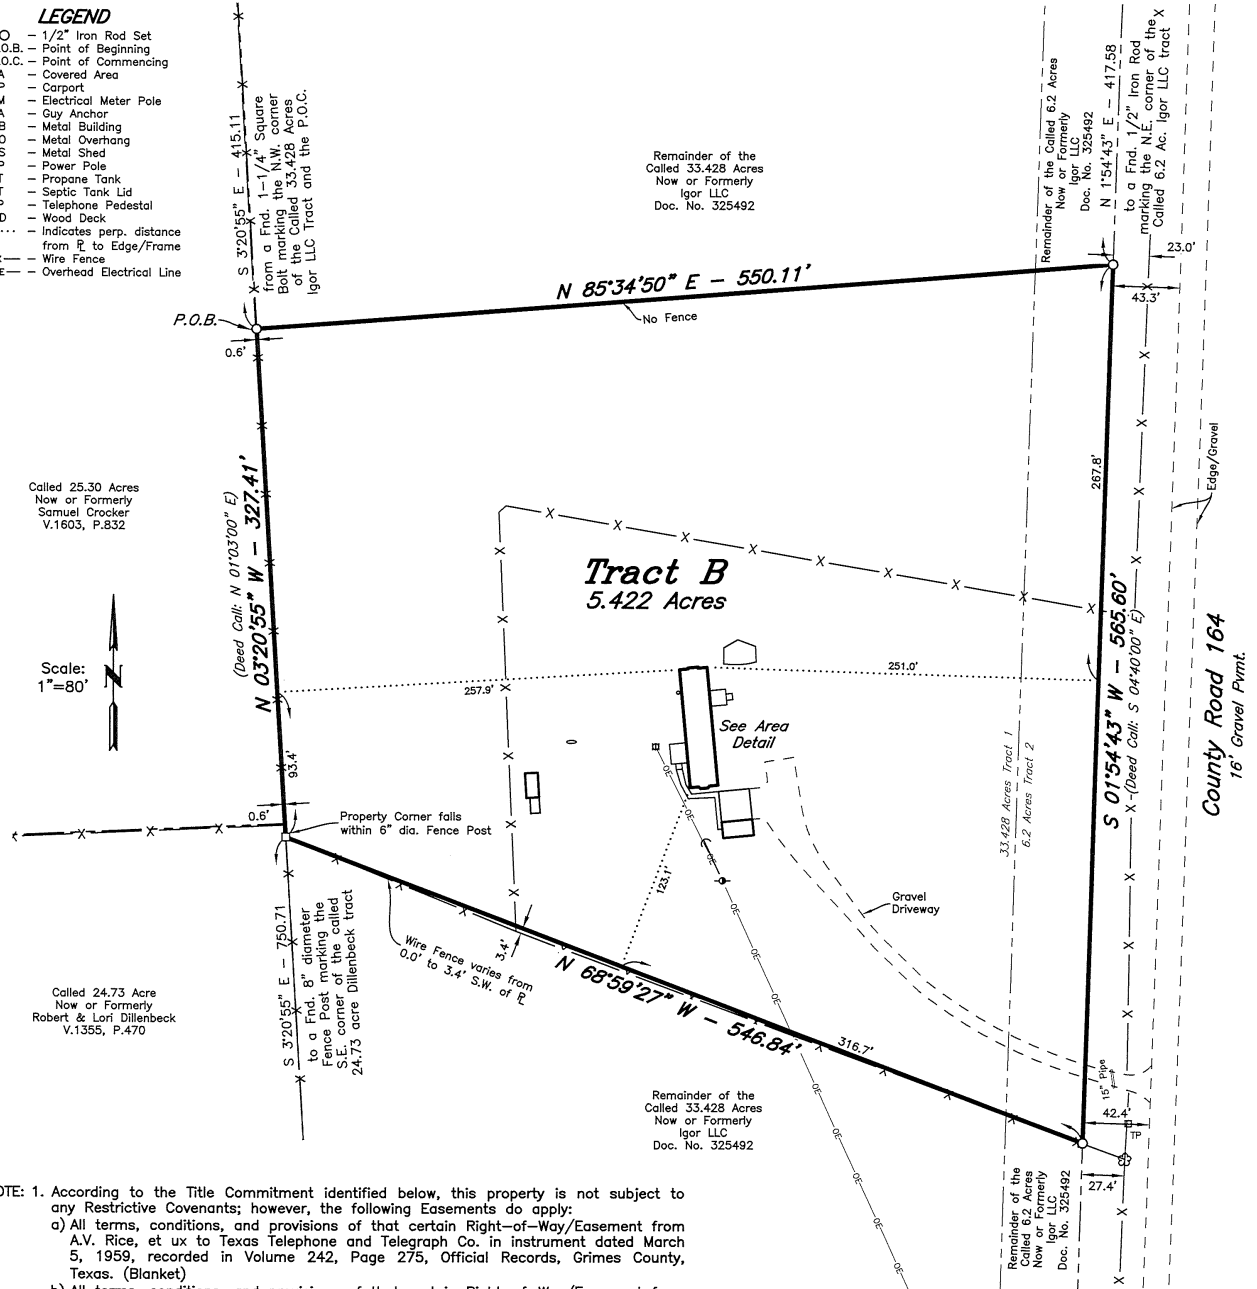 LEGEND
O – 1/2" Iron Rod Set
O.B. – Point of Beginning
O.C. – Point of Commencing
A – Covered Area
P – Carport
M – Electrical Meter Pole
A – Guy Anchor
B – Metal Building
O – Metal Overhang
S – Metal Shed
P – Power Pole
T – Propane Tank
T – Septic Tank Lid
P – Telephone Pedestal
D – Wood Deck
··· – Indicates perp. distance
from ℞ to Edge/Frame
— – Wire Fence
E— – Overhead Electrical Line
S 3°20'55" E – 415.11
from a Fnd. 1–1/4" Square
Bolt marking the N.W. corner
of the Called 33.428 Acres
Igor LLC Tract and the P.O.C.
Remainder of the
Called 33.428 Acres
Now or Formerly
Igor LLC
Doc. No. 325492
Remainder of the Called 6.2 Acres
Now or Formerly
Igor LLC
Doc. No. 325492
N 1°54'43" E – 417.58
to a Fnd. 1/2" Iron Rod
marking the N.E. corner of the
Called 6.2 Ac. Igor LLC tract
23.0'
43.3'
P.O.B.
N 85°34'50" E – 550.11'
No Fence
0.6'
Called 25.30 Acres
Now or Formerly
Samuel Crocker
V.1603, P.832
(Deed Call: N 01°03'00" E)
N 03°20'55" W – 327.41'
267.8'
Edge/Gravel
Tract B
5.422 Acres
Scale:
1"=80'
N
257.9'
251.0'
See Area
Detail
33.428 Acres Tract 1
6.2 Acres Tract 2
S 01°54'43" W – 565.60'
(Deed Call: S 04°40'00" E)
County Road 164
16' Gravel Pvmt.
93.4'
0.6'
Property Corner falls
within 6" dia. Fence Post
123.1'
Gravel
Driveway
S 3°20'55" E – 750.71
to a Fnd. 8" diameter
Fence Post marking the
S.E. corner of the called
24.73 acre Dillenbeck tract
Wire Fence varies from
0.0' to 3.4' S.W. of ℞
3.4'
N 68°59'27" W – 546.84'
316.7'
Called 24.73 Acre
Now or Formerly
Robert & Lori Dillenbeck
V.1355, P.470
15" Pipe
42.4'
TP
27.4'
Remainder of the
Called 33.428 Acres
Now or Formerly
Igor LLC
Doc. No. 325492
Remainder of the
Called 6.2 Acres
Now or Formerly
Igor LLC
Doc. No. 325492
OTE: 1. According to the Title Commitment identified below, this property is not subject to
any Restrictive Covenants; however, the following Easements do apply:
a) All terms, conditions, and provisions of that certain Right–of–Way/Easement from
A.V. Rice, et ux to Texas Telephone and Telegraph Co. in instrument dated March
5, 1959, recorded in Volume 242, Page 275, Official Records, Grimes County,
Texas. (Blanket)